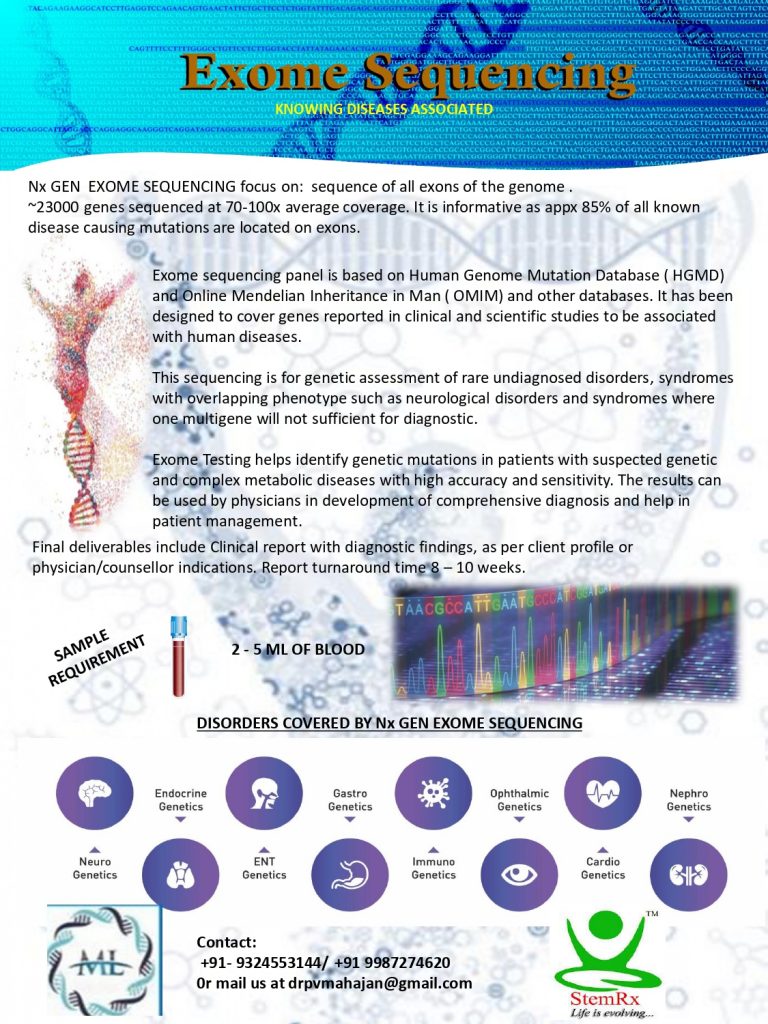 Exome Sequencing
KNOWING DISEASES ASSOCIATED
Nx GEN EXOME SEQUENCING focus on: sequence of all exons of the genome .
~23000 genes sequenced at 70-100x average coverage. It is informative as appx 85% of all known
disease causing mutations are located on exons.
Exome sequencing panel is based on Human Genome Mutation Database ( HGMD)
and Online Mendelian Inheritance in Man ( OMIM) and other databases. It has been
designed to cover genes reported in clinical and scientific studies to be associated
with human diseases.
This sequencing is for genetic assessment of rare undiagnosed disorders, syndromes
with overlapping phenotype such as neurological disorders and syndromes where
one multigene will not sufficient for diagnostic.
Exome Testing helps identify genetic mutations in patients with suspected genetic
and complex metabolic diseases with high accuracy and sensitivity. The results can
be used by physicians in development of comprehensive diagnosis and help in
patient management.
Final deliverables include Clinical report with diagnostic findings, as per client profile or
physician/counsellor indications. Report turnaround time 8 – 10 weeks.
SAMPLE
REQUIREMENT
2 - 5 ML OF BLOOD
DISORDERS COVERED BY Nx GEN EXOME SEQUENCING
Endocrine
Genetics
Gastro
Genetics
Ophthalmic
Genetics
Nephro
Genetics
Neuro
Genetics
ENT
Genetics
Immuno
Genetics
Cardio
Genetics
ML
Contact:
+91- 9324553144/ +91 9987274620
0r mail us at drpvmahajan@gmail.com
TM
StemRx
Life is evolving...